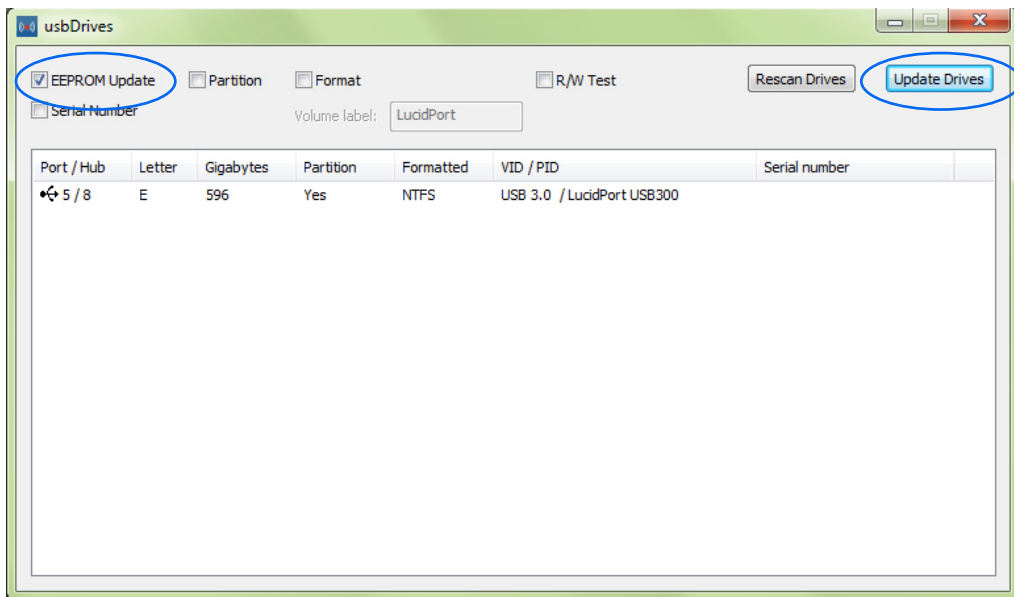 usbDrives
EEPROM Update Partition Format R/W Test Rescan Drives Update Drives
Serial Number Volume label: LucidPort
Port / Hub Letter Gigabytes Partition Formatted VID / PID Serial number
5 / 8 E 596 Yes NTFS USB 3.0 / LucidPort USB300